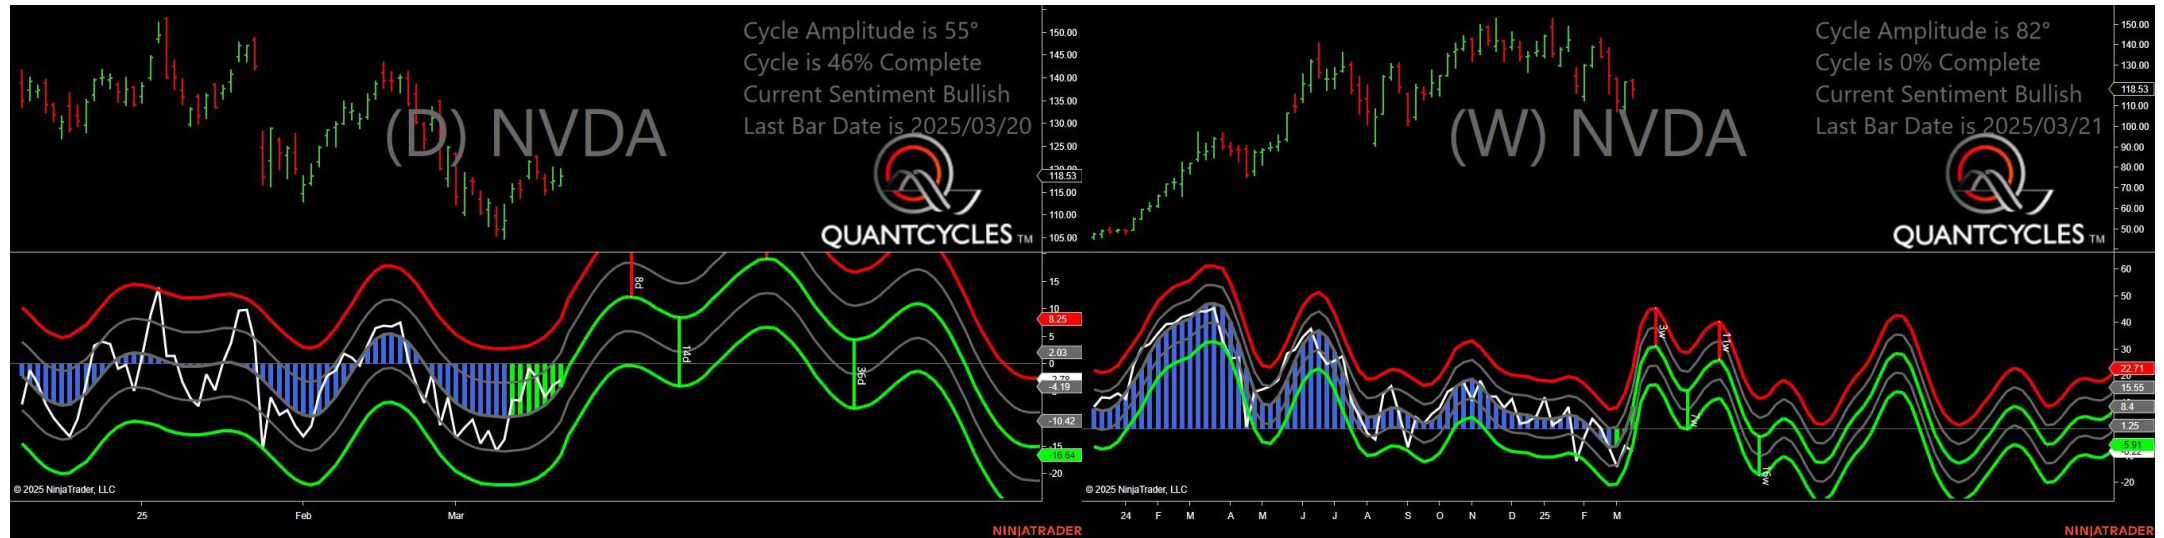 Cycle Amplitude is 55°
Cycle is 46% Complete
Current Sentiment Bullish
Last Bar Date is 2025/03/20
(D) NVDA
QUANTCYCLES TM
150.00
145.00
140.00
135.00
130.00
125.00
118.53
115.00
110.00
105.00
8d
14d
36d
15
10
8.25
5
2.03
0
-4.19
-10.42
-15
-16.64
-20
© 2025 NinjaTrader, LLC
25 Feb Mar
NINJATRADER
Cycle Amplitude is 82°
Cycle is 0% Complete
Current Sentiment Bullish
Last Bar Date is 2025/03/21
(W) NVDA
QUANTCYCLES TM
150.00
140.00
130.00
118.53
110.00
100.00
90.00
80.00
70.00
60.00
50.00
3w
11w
7w
16w
60
50
40
30
22.71
15.55
8.4
1.25
-5.91
-20
© 2025 NinjaTrader, LLC
24 F M A M J J A S O N D 25 F M
NINJATRADER